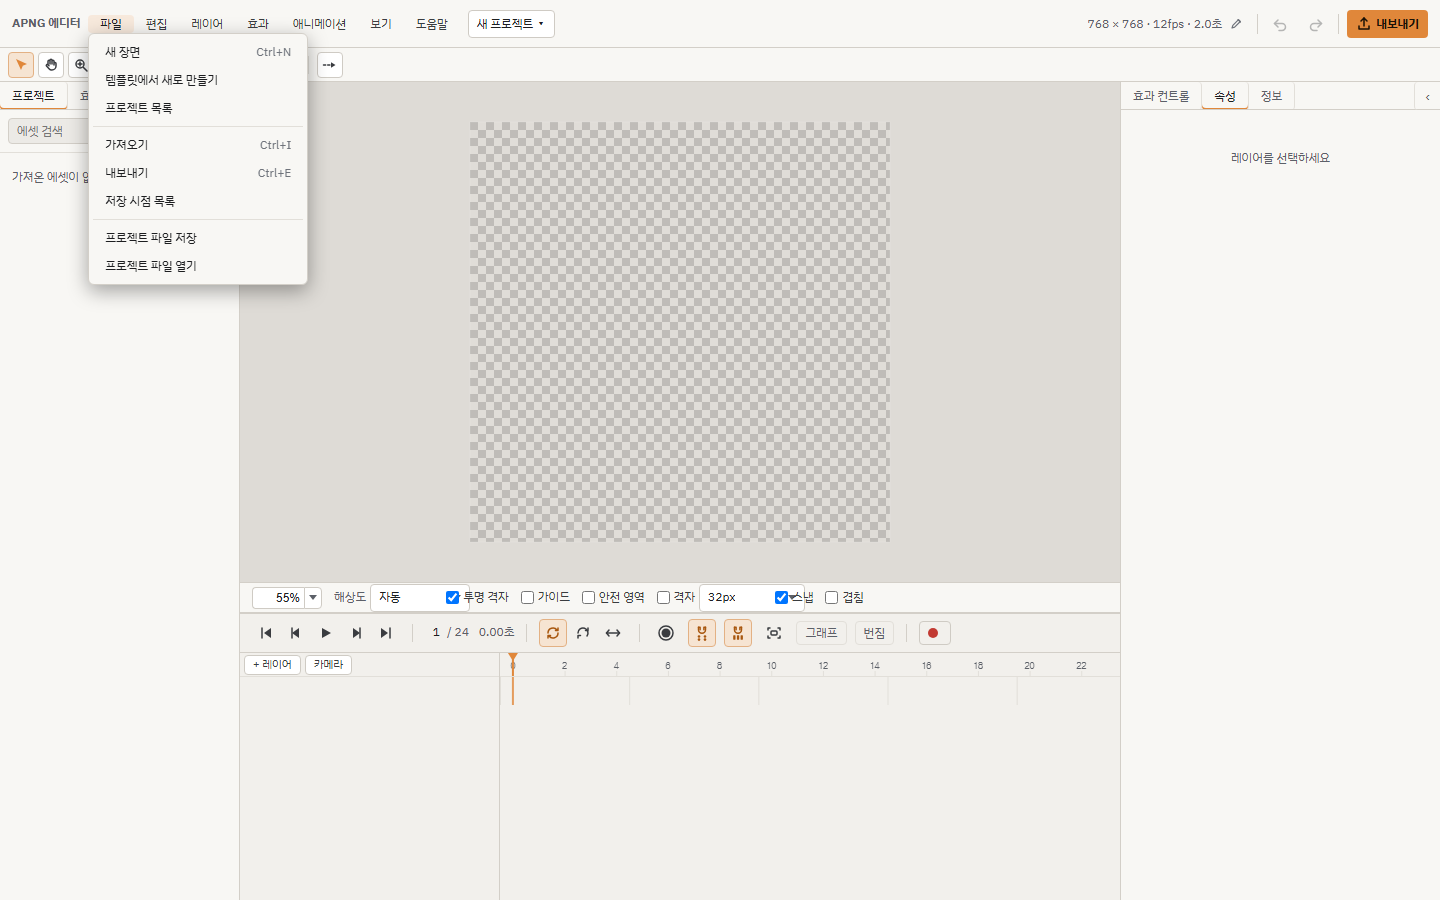 APNG 에디터 파일 편집 레이어 효과 애니메이션 보기 도움말 새 프로젝트 768 × 768 · 12fps · 2.0초 내보내기
새 장면 Ctrl+N
템플릿에서 새로 만들기
프로젝트 목록
가져오기 Ctrl+I
내보내기 Ctrl+E
저장 시점 목록
프로젝트 파일 저장
프로젝트 파일 열기
프로젝트
에셋 검색
가져온 에셋이
효과 컨트롤 속성 정보
레이어를 선택하세요
55% 해상도 자동 투명 격자 가이드 안전 영역 격자 32px 스냅 겹침
1 / 24 0.00초 그래프 번짐
+ 레이어 카메라 0 2 4 6 8 10 12 14 16 18 20 22